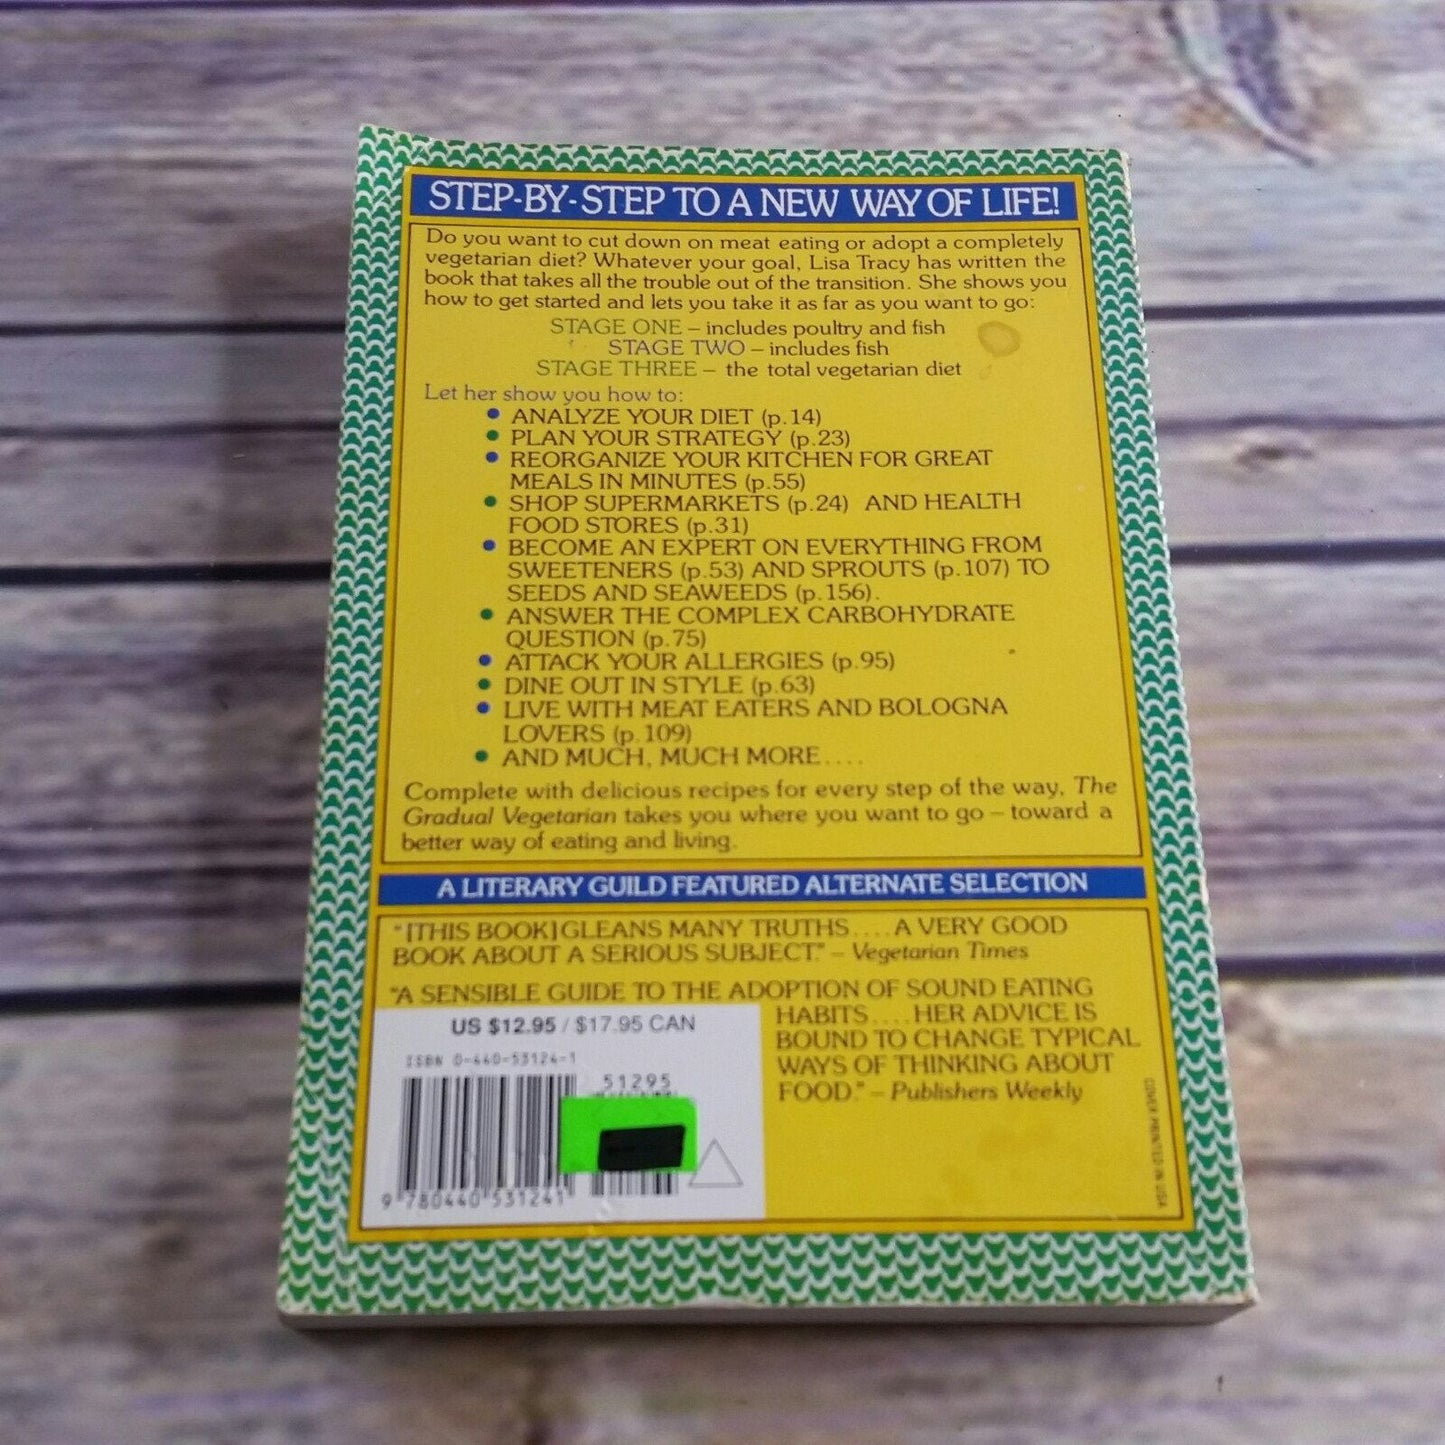 STEP-BY-STEP TO A NEW WAY OF LIFE!
Do you want to cut down on meat eating or adopt a completely
vegetarian diet? Whatever your goal, Lisa Tracy has written the
book that takes all the trouble out of the transition. She shows you
how to get started and lets you take it as far as you want to go:
STAGE ONE – includes poultry and fish
STAGE TWO – includes fish
STAGE THREE – the total vegetarian diet
Let her show you how to:
• ANALYZE YOUR DIET (p.14)
• PLAN YOUR STRATEGY (p.23)
• REORGANIZE YOUR KITCHEN FOR GREAT
MEALS IN MINUTES (p.55)
• SHOP SUPERMARKETS (p.24) AND HEALTH
FOOD STORES (p.31)
• BECOME AN EXPERT ON EVERYTHING FROM
SWEETENERS (p.53) AND SPROUTS (p.107) TO
SEEDS AND SEAWEEDS (p.156).
• ANSWER THE COMPLEX CARBOHYDRATE
QUESTION (p.75)
• ATTACK YOUR ALLERGIES (p.95)
• DINE OUT IN STYLE (p.63)
• LIVE WITH MEAT EATERS AND BOLOGNA
LOVERS (p.109)
• AND MUCH, MUCH MORE....
Complete with delicious recipes for every step of the way, The
Gradual Vegetarian takes you where you want to go – toward a
better way of eating and living.
A LITERARY GUILD FEATURED ALTERNATE SELECTION
"[THIS BOOK] GLEANS MANY TRUTHS....A VERY GOOD
BOOK ABOUT A SERIOUS SUBJECT." – Vegetarian Times
"A SENSIBLE GUIDE TO THE ADOPTION OF SOUND EATING
HABITS....HER ADVICE IS
BOUND TO CHANGE TYPICAL
WAYS OF THINKING ABOUT
FOOD." – Publishers Weekly
US $12.95 / $17.95 CAN
ISBN 0-440-53124-1
51295
9 780440 531241
COVER PRINTED IN USA